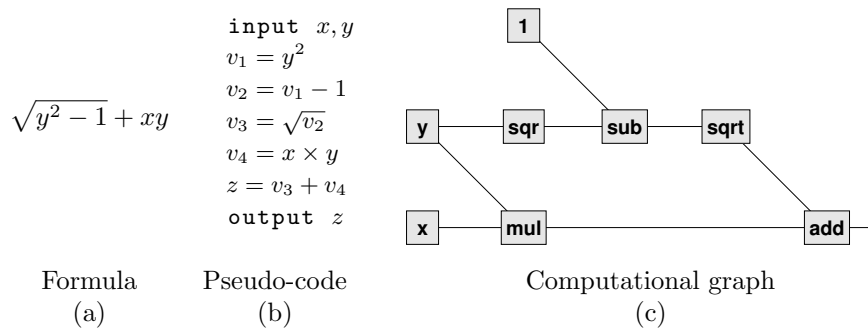 √(y² − 1) + xy
input x, y
v₁ = y²
v₂ = v₁ − 1
v₃ = √v₂
v₄ = x × y
z = v₃ + v₄
output z
1
y sqr sub sqrt
x mul add
Formula
(a)
Pseudo-code
(b)
Computational graph
(c)